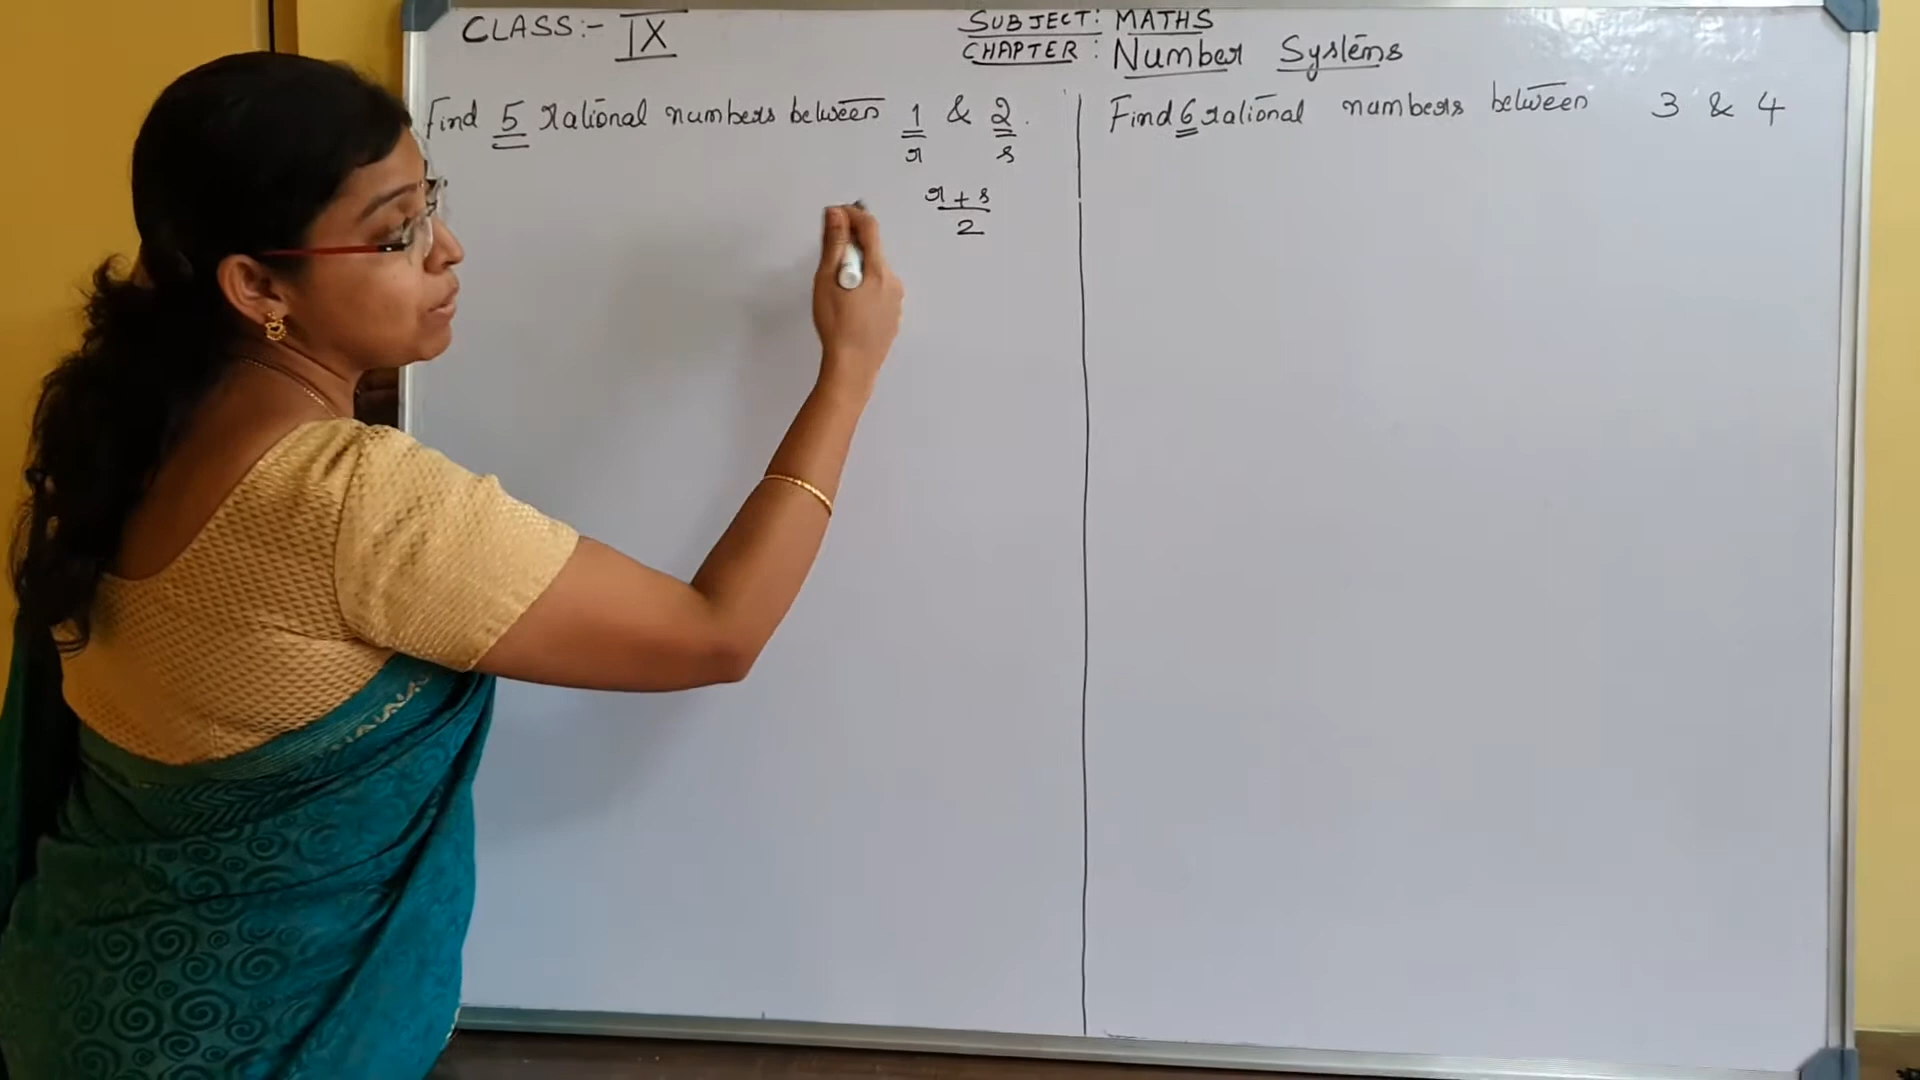 CLASS:- IX
SUBJECT: MATHS
CHAPTER: Number Systems
Find 5 rational numbers between 1 & 2.
r s
r + s
2
Find 6 rational numbers between 3 & 4